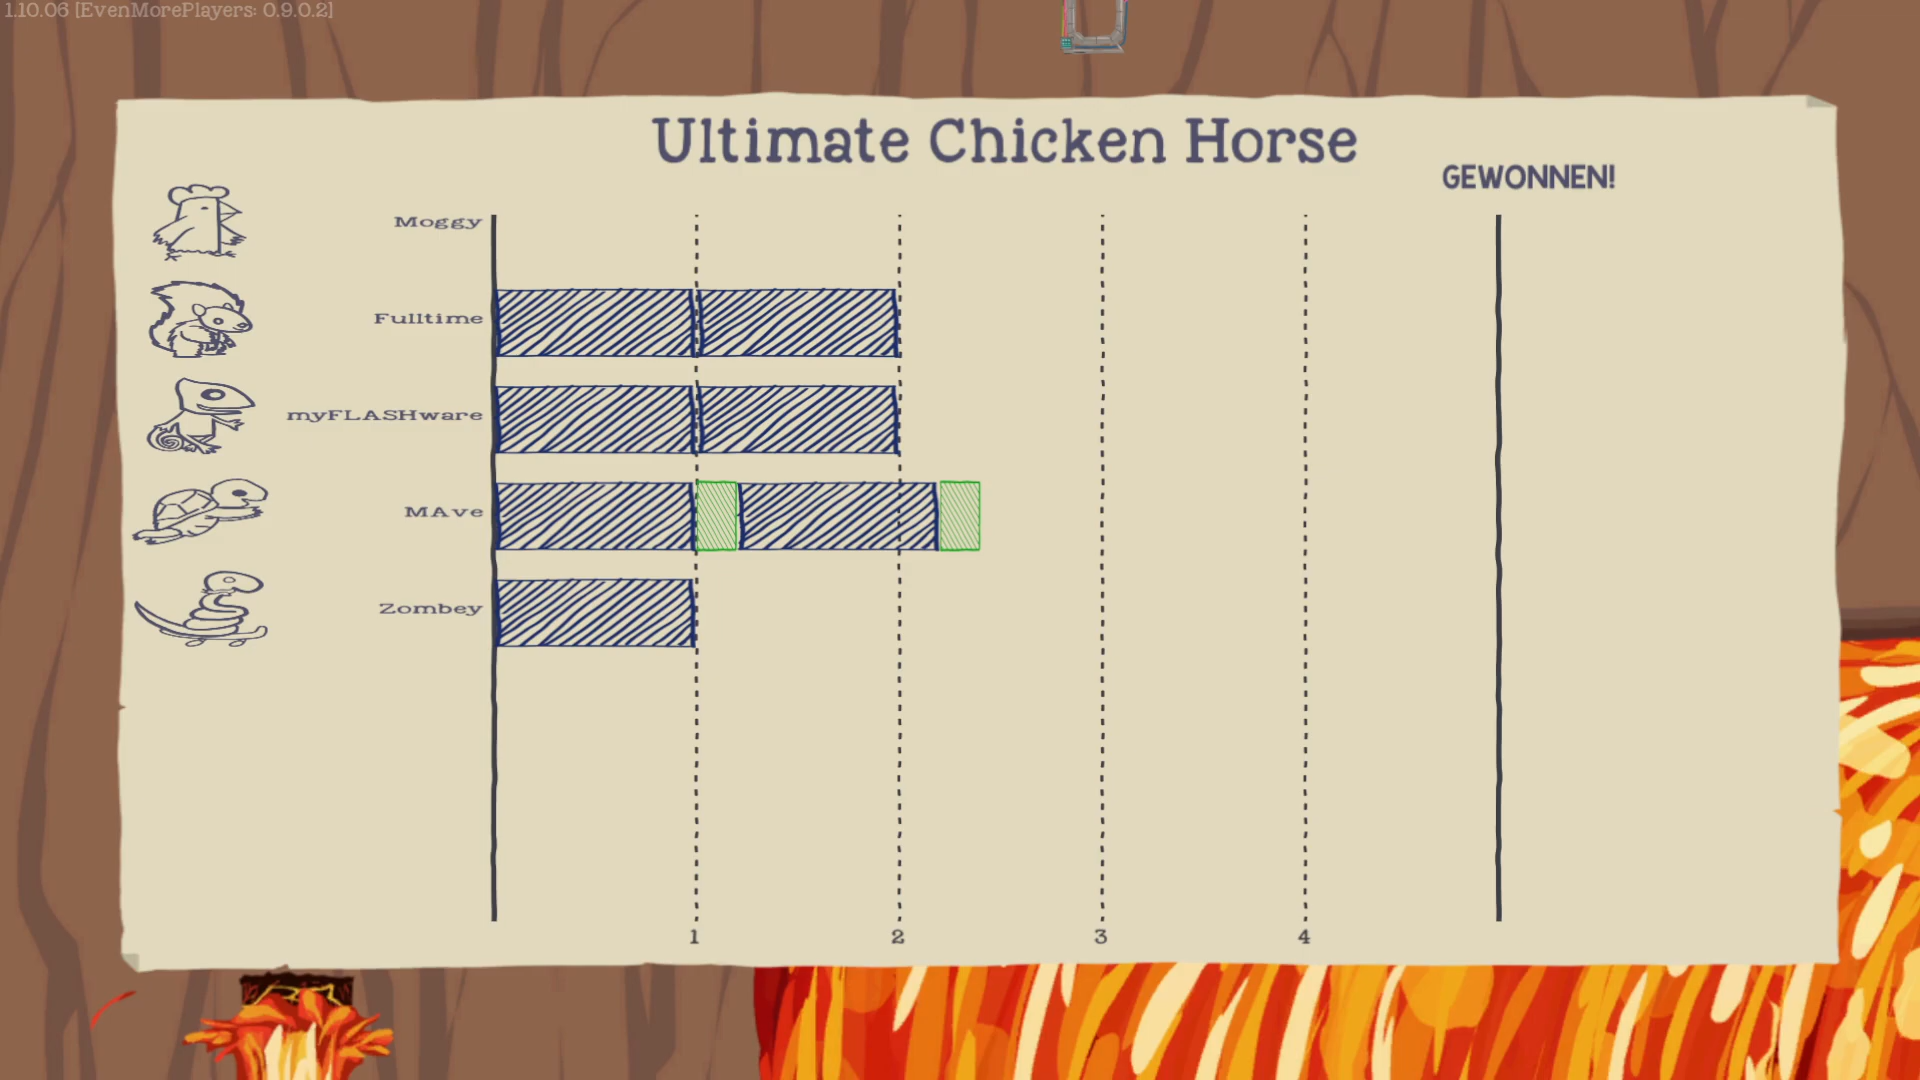 1.10.06 [EvenMorePlayers: 0.9.0.2]
Ultimate Chicken Horse
GEWONNEN!
Moggy
Fulltime
myFLASHware
MAve
Zombey
1 2 3 4